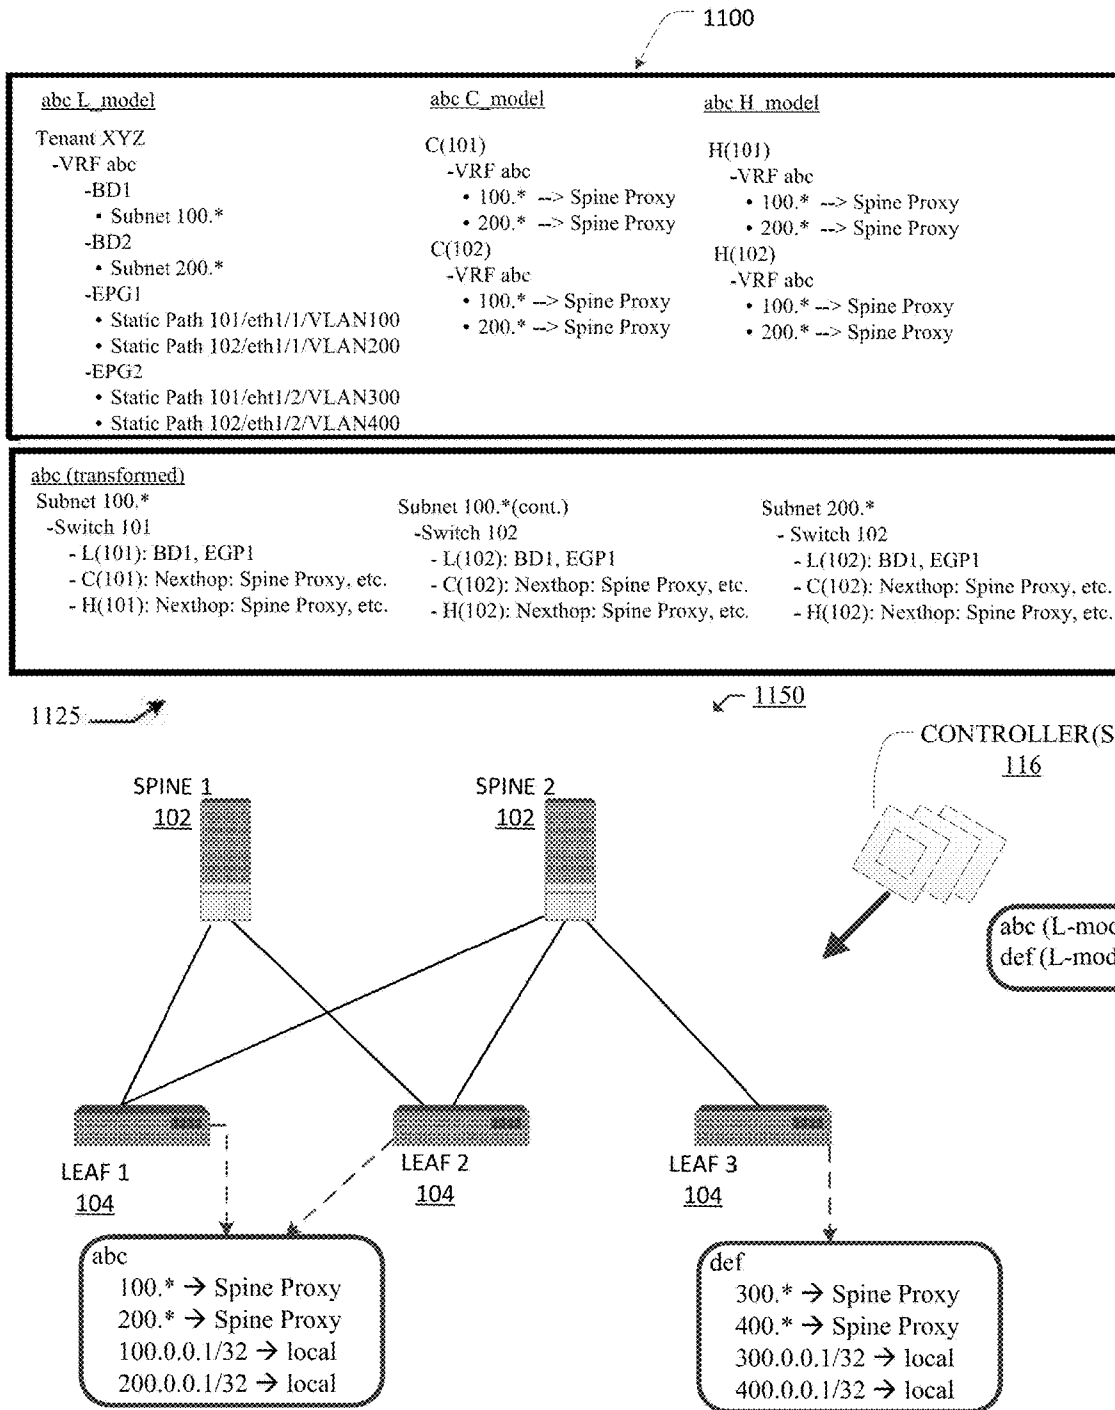 1100
abc L_model
Tenant XYZ
-VRF abc
-BD1
• Subnet 100.*
-BD2
• Subnet 200.*
-EPG1
• Static Path 101/eth1/1/VLAN100
• Static Path 102/eth1/1/VLAN200
-EPG2
• Static Path 101/eht1/2/VLAN300
• Static Path 102/eth1/2/VLAN400
abc C_model
C(101)
-VRF abc
• 100.* --> Spine Proxy
• 200.* --> Spine Proxy
C(102)
-VRF abc
• 100.* --> Spine Proxy
• 200.* --> Spine Proxy
abc H_model
H(101)
-VRF abc
• 100.* --> Spine Proxy
• 200.* --> Spine Proxy
H(102)
-VRF abc
• 100.* --> Spine Proxy
• 200.* --> Spine Proxy
abc (transformed)
Subnet 100.*
-Switch 101
- L(101): BD1, EGP1
- C(101): Nexthop: Spine Proxy, etc.
- H(101): Nexthop: Spine Proxy, etc.
Subnet 100.*(cont.)
-Switch 102
- L(102): BD1, EGP1
- C(102): Nexthop: Spine Proxy, etc.
- H(102): Nexthop: Spine Proxy, etc.
Subnet 200.*
- Switch 102
- L(102): BD1, EGP1
- C(102): Nexthop: Spine Proxy, etc.
- H(102): Nexthop: Spine Proxy, etc.
1125
1150
CONTROLLER(S
116
SPINE 1
102
SPINE 2
102
abc (L-mod
def (L-mod
LEAF 1
104
LEAF 2
104
LEAF 3
104
abc
100.* → Spine Proxy
200.* → Spine Proxy
100.0.0.1/32 → local
200.0.0.1/32 → local
def
300.* → Spine Proxy
400.* → Spine Proxy
300.0.0.1/32 → local
400.0.0.1/32 → local